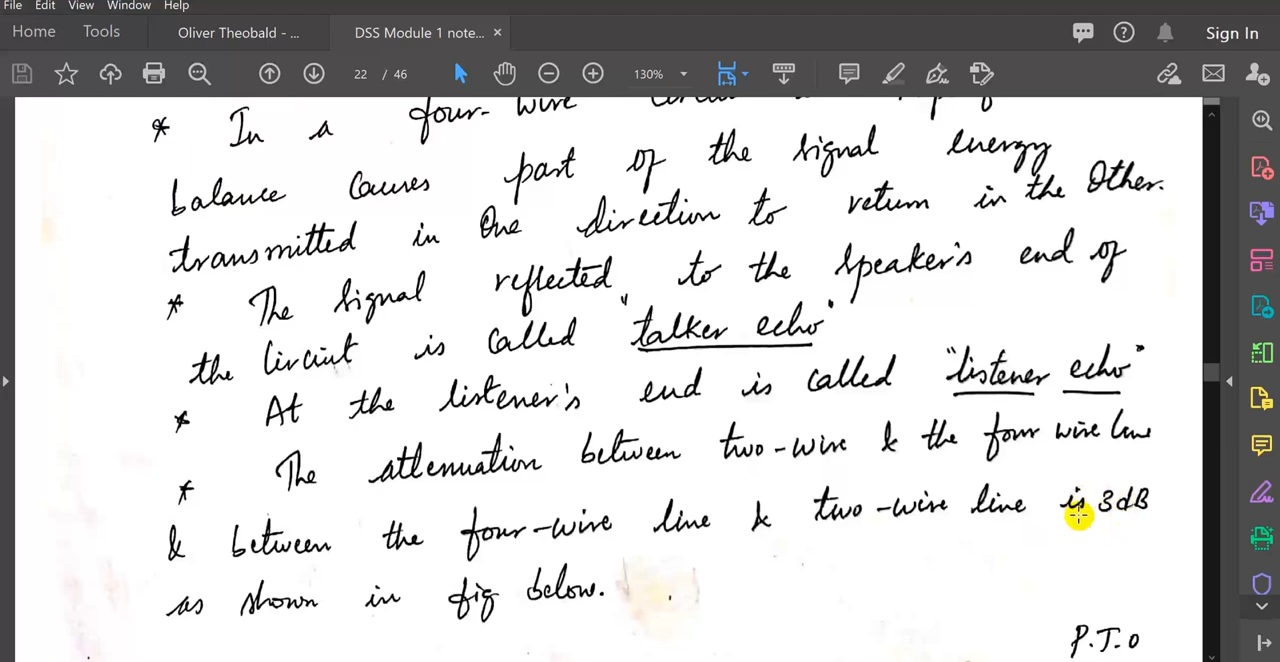 File Edit View Window Help
Home Tools Oliver Theobald - ... DSS Module 1 note... × Sign In
22 / 46 130%
* In a four-wire
balance causes part of the signal energy
transmitted in One direction to return in the Other.
* The signal reflected to the speaker's end of
the Circuit is called "talker echo"
* At the listener's end is called "listener echo"
* The attenuation between two-wire & the four wire line
& between the four-wire line & two-wire line is 3dB
as shown in fig below.
P.T.O